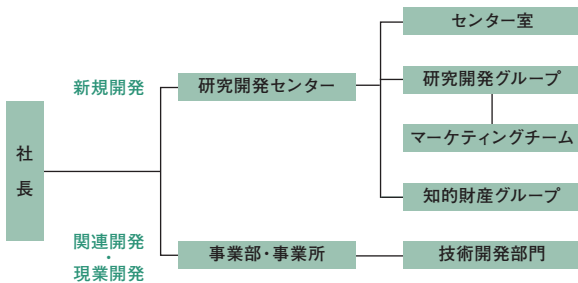 センター室
新規開発
研究開発センター
研究開発グループ
社長
マーケティングチーム
知的財産グループ
関連開発
・
現業開発
事業部・事業所
技術開発部門